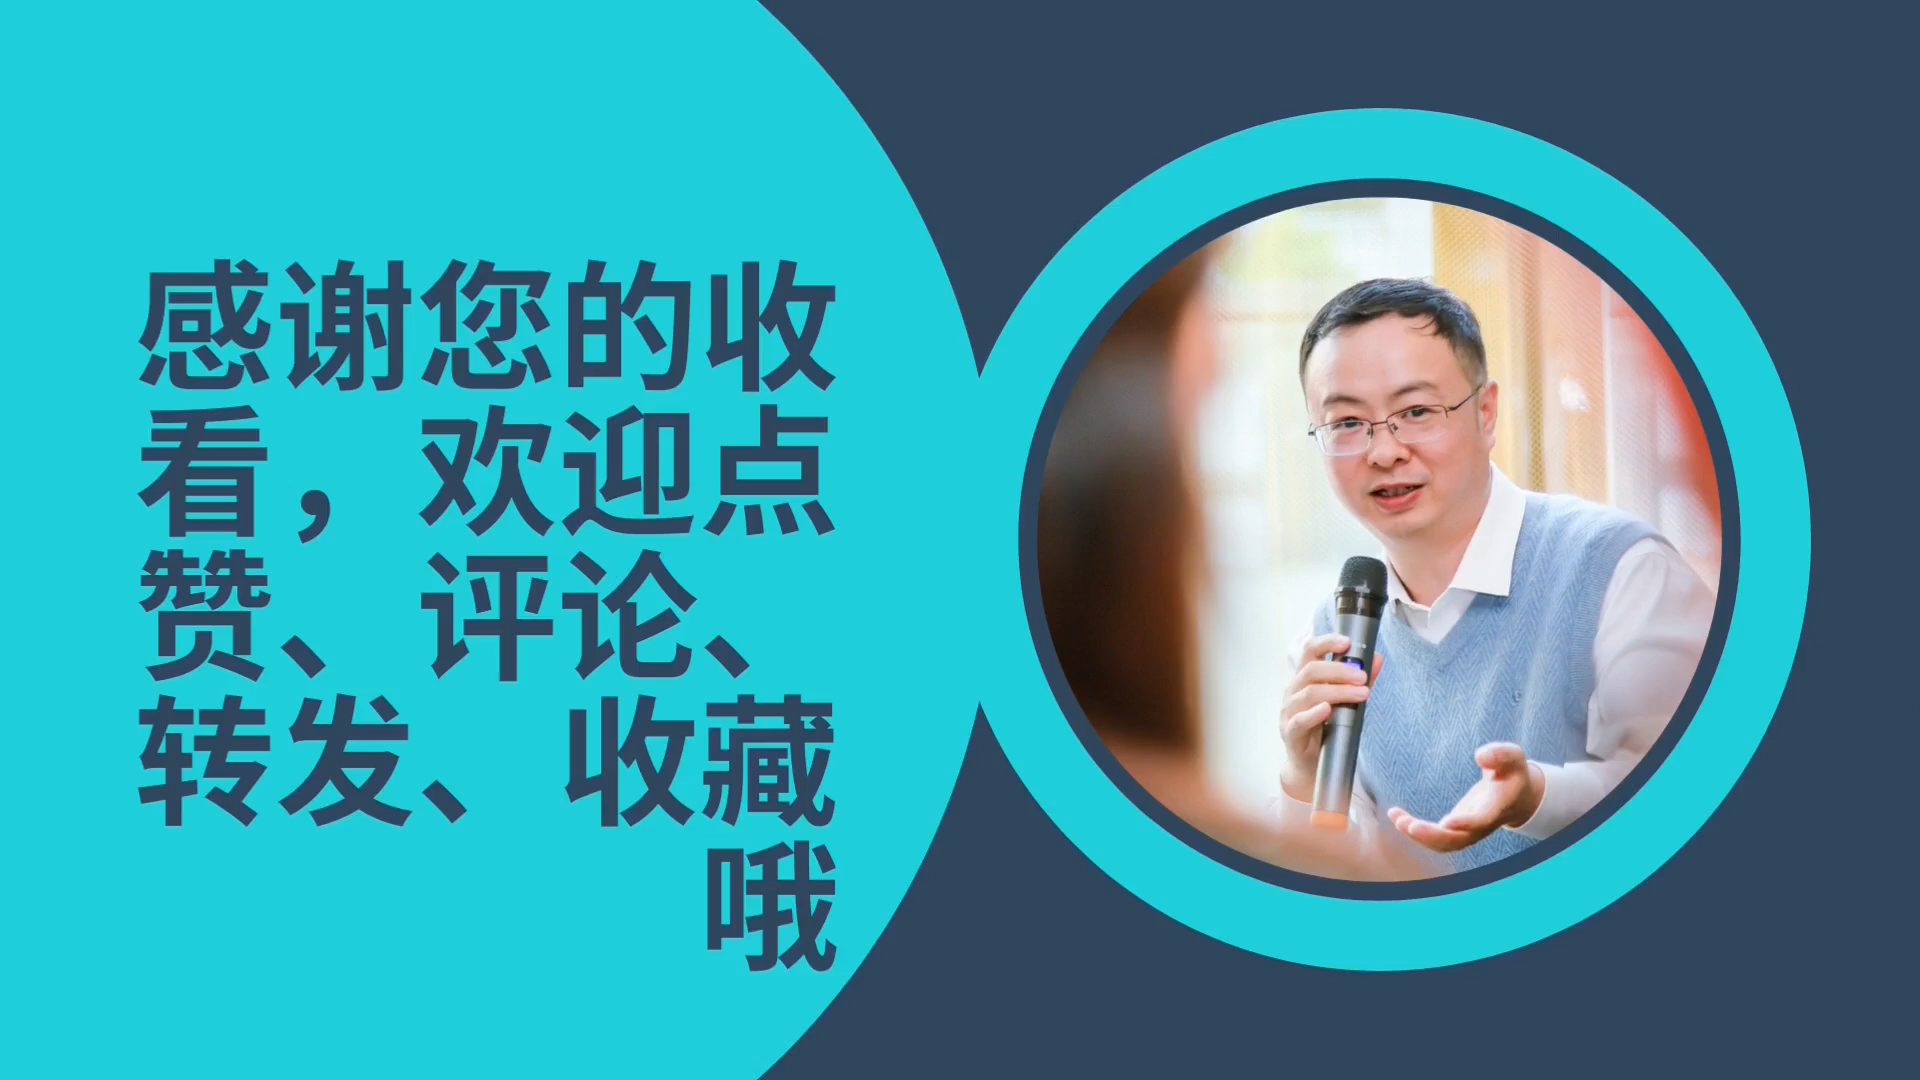 感谢您的收
看，欢迎点
赞、评论、
转发、收藏
哦